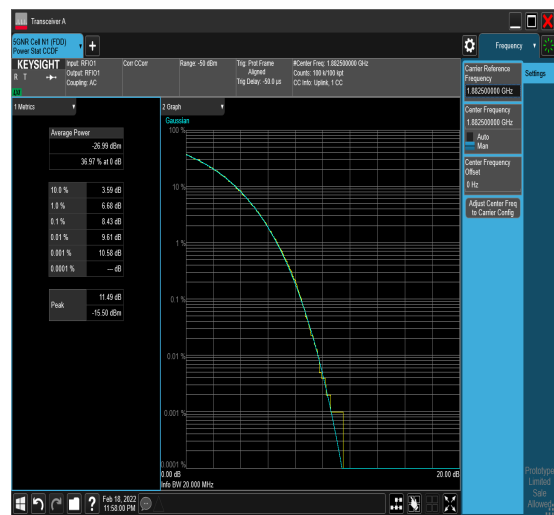 Transceiver A
5GNR Cell N1 (FDD)
Power Stat CCDF
Frequency
KEYSIGHT
R T
LV
Input: RFIO1
Output: RFIO1
Coupling: AC
Corr CCorr
Range: -50 dBm
Trig: Prdt Frame
Aligned
Trig Delay: -50.0 µs
#Center Freq: 1.882500000 GHz
Counts: 100 k/100 kpt
CC Info: Uplink, 1 CC
Carrier Reference
Frequency
1.882500000 GHz
Settings
Center Frequency
1.882500000 GHz
Auto
Man
Center Frequency
Offset
0 Hz
Adjust Center Freq
to Carrier Config
1 Metrics
Average Power
-26.99 dBm
36.97 % at 0 dB
10.0 % 3.59 dB
1.0 % 6.68 dB
0.1 % 8.43 dB
0.01 % 9.61 dB
0.001 % 10.58 dB
0.0001 % --- dB
Peak
11.49 dB
-15.50 dBm
2 Graph
Gaussian
100 %
10 %
1 %
0.1 %
0.01 %
0.001 %
0.0001 %
0.00 dB
20.00 dB
Info BW 20.000 MHz
Feb 18, 2022
11:58:00 PM
Prototype
Limited
Sale
Allowed